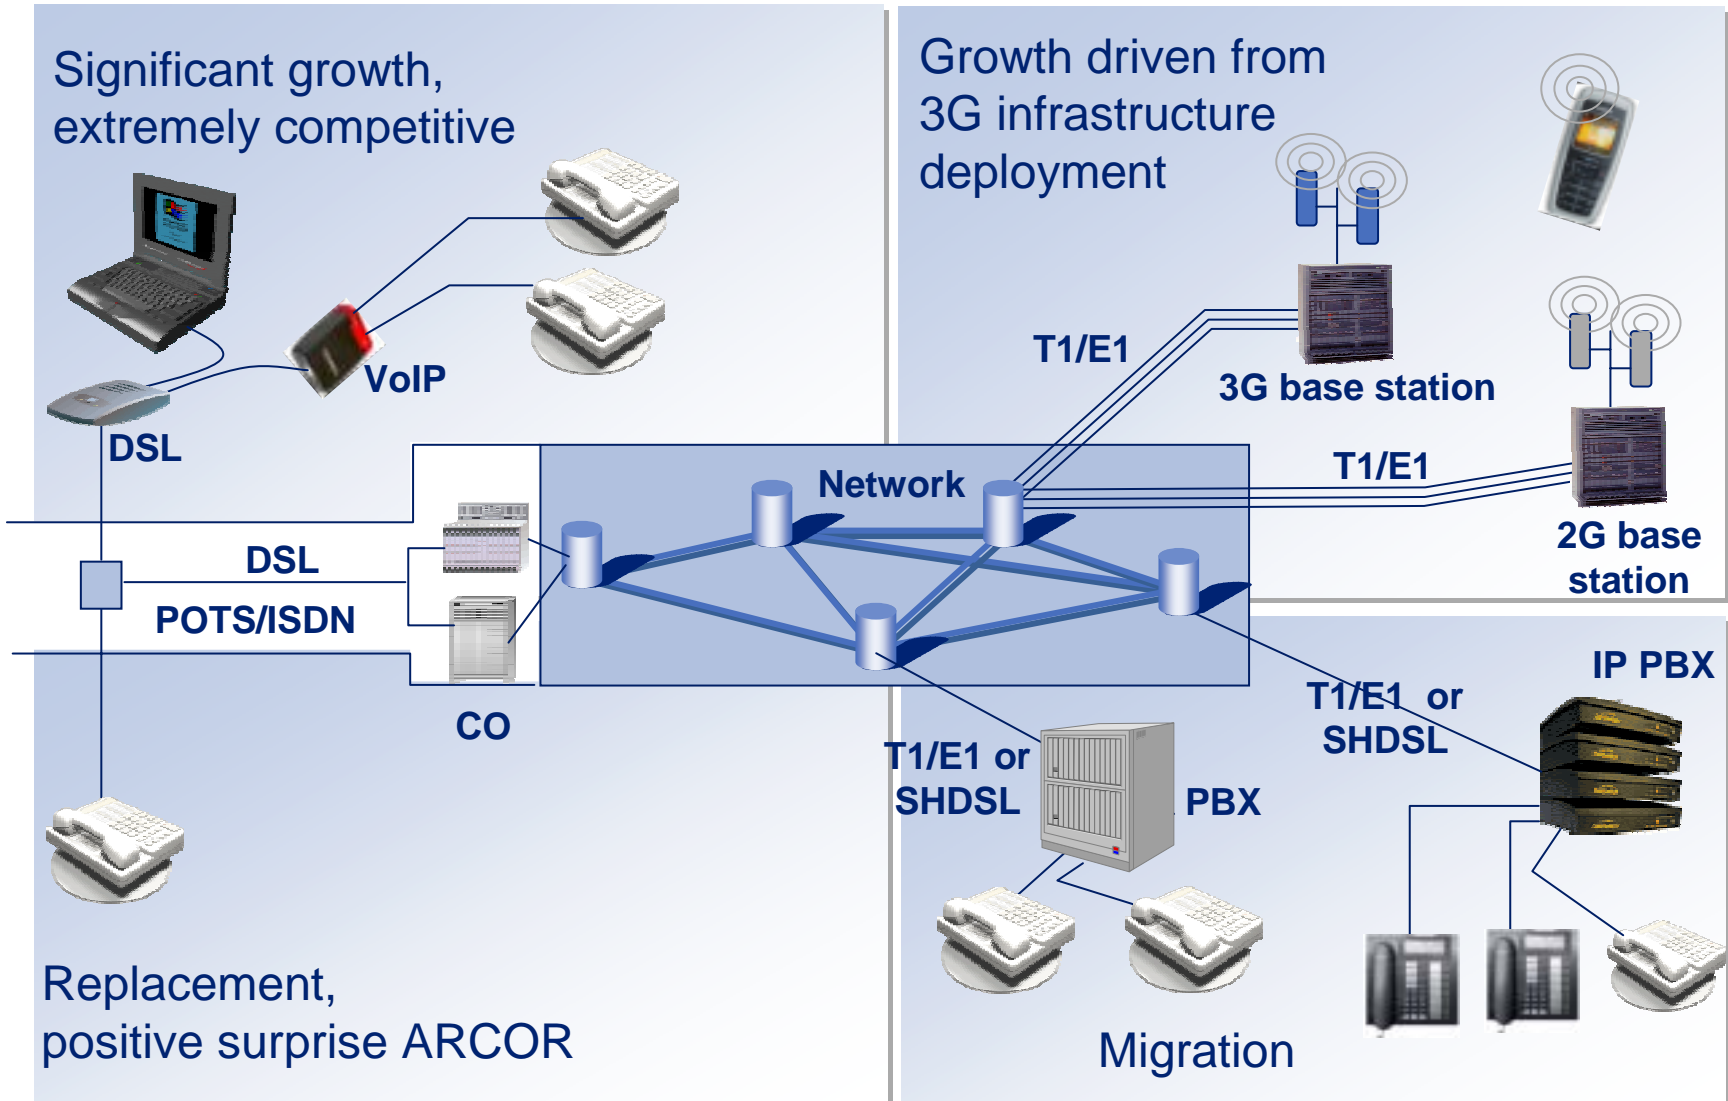 Significant growth,
extremely competitive
VoIP
DSL
Growth driven from
3G infrastructure
deployment
T1/E1
3G base station
T1/E1
2G base
station
Network
DSL
POTS/ISDN
CO
IP PBX
T1/E1 or
SHDSL
T1/E1 or
SHDSL
PBX
Replacement,
positive surprise ARCOR
Migration